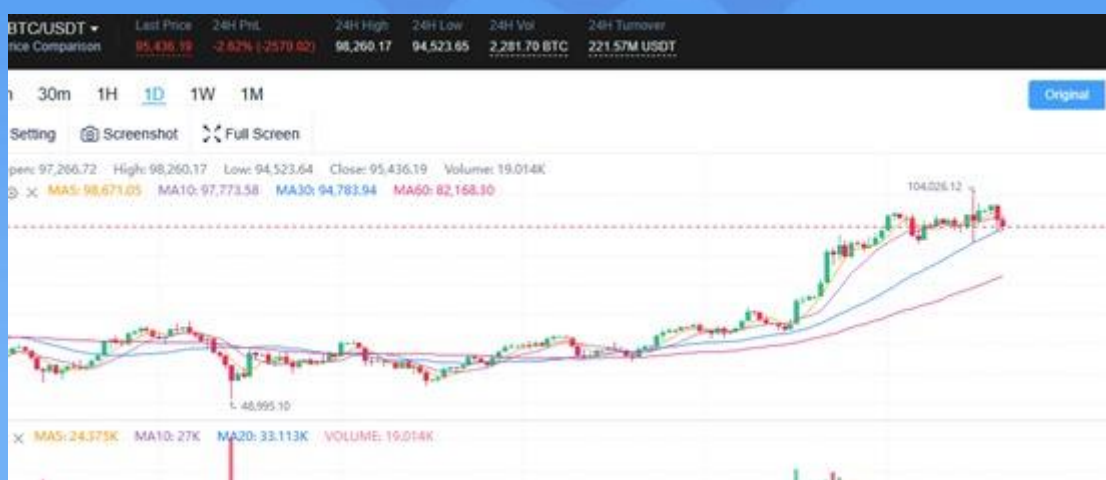 BTC/USDT Last Price 24H PnL 24H High 24H Low 24H Vol 24H Turnover
rice Comparison 95,436.19 -2.62% (-2570.02) 98,260.17 94,523.65 2,281.70 BTC 221.57M USDT
30m 1H 1D 1W 1M Original
Setting Screenshot Full Screen
pen: 97,266.72 High: 98,260.17 Low: 94,523.64 Close: 95,436.19 Volume: 19.014K
MA5: 98,671.05 MA10: 97,773.58 MA30: 94,783.94 MA60: 82,168.30
104,026.12
48,995.10
MA5: 24.375K MA10: 27K MA20: 33.113K VOLUME: 19.014K